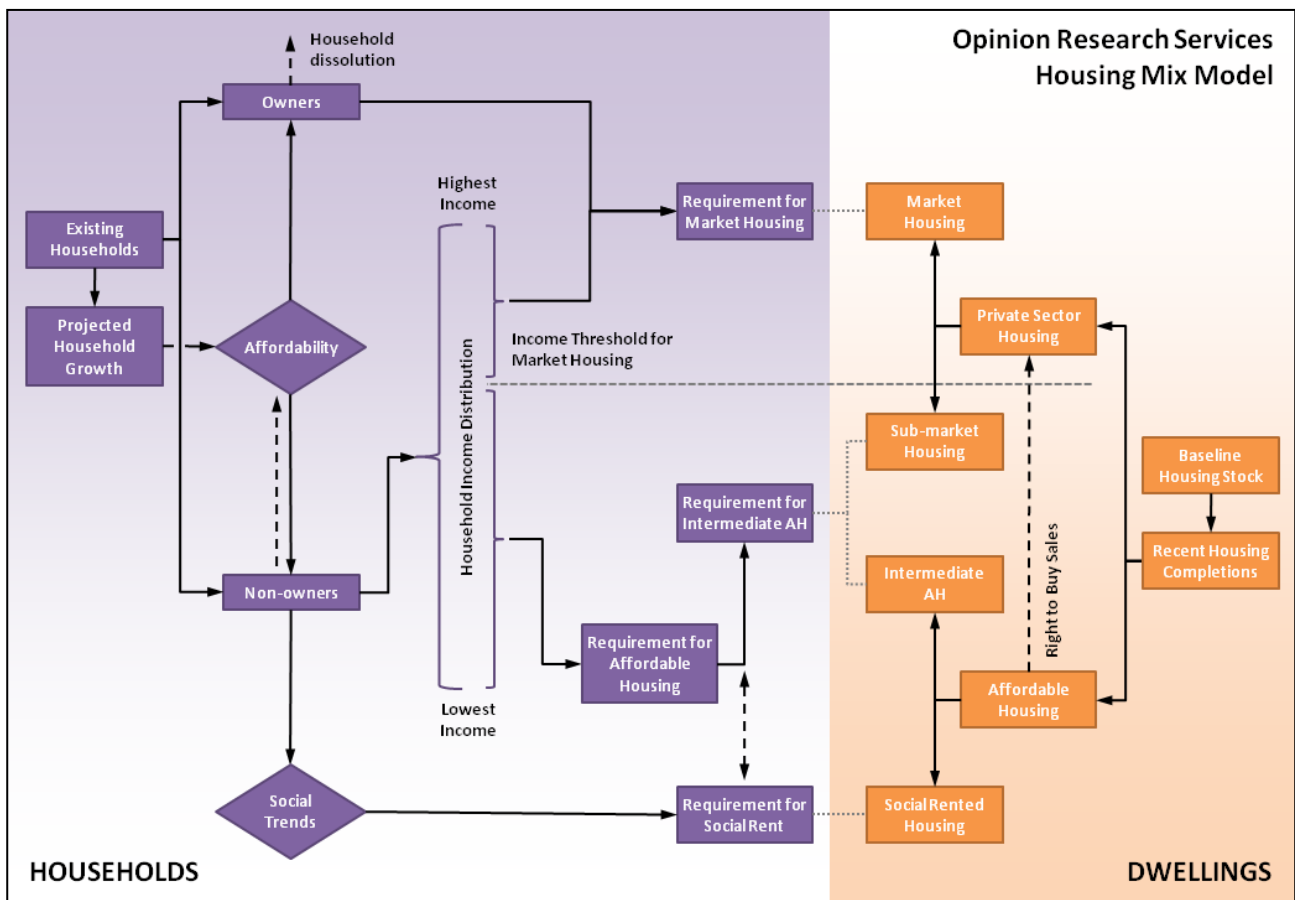 Household
dissolution
Opinion Research Services
Housing Mix Model
Owners
Highest
Income
Existing
Households
Requirement for
Market Housing
Market
Housing
Projected
Household
Growth
Affordability
Income Threshold for
Market Housing
Private Sector
Housing
Household Income Distribution
Sub-market
Housing
Baseline
Housing Stock
Requirement for
Intermediate AH
Right to Buy Sales
Recent Housing
Completions
Intermediate
AH
Non-owners
Requirement for
Affordable
Housing
Affordable
Housing
Lowest
Income
Social
Trends
Requirement for
Social Rent
Social Rented
Housing
HOUSEHOLDS
DWELLINGS